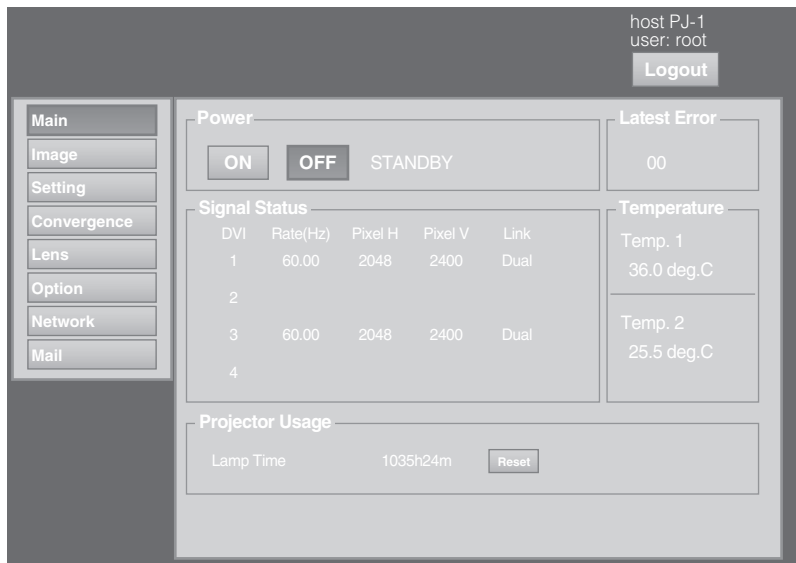 host PJ-1
user: root
Logout
Main
Image
Setting
Convergence
Lens
Option
Network
Mail
Power
ON OFF STANDBY
Latest Error
00
Signal Status
DVI Rate(Hz) Pixel H Pixel V Link
1 60.00 2048 2400 Dual
2
3 60.00 2048 2400 Dual
4
Temperature
Temp. 1
36.0 deg.C
Temp. 2
25.5 deg.C
Projector Usage
Lamp Time 1035h24m Reset